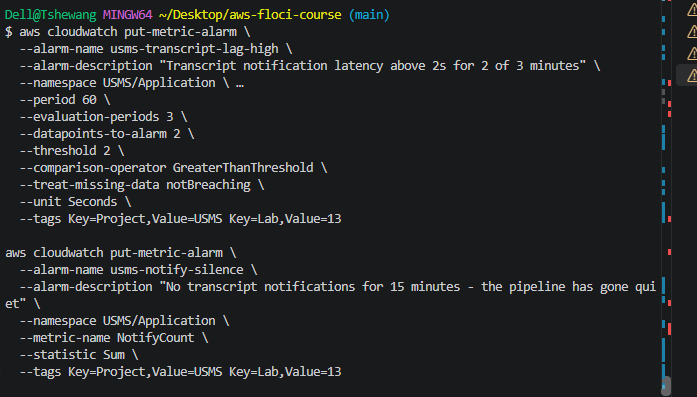 Dell@Tshewang MINGW64 ~/Desktop/aws-floci-course (main)
$ aws cloudwatch put-metric-alarm \
  --alarm-name usms-transcript-lag-high \
  --alarm-description "Transcript notification latency above 2s for 2 of 3 minutes" \
  --namespace USMS/Application \ …
  --period 60 \
  --evaluation-periods 3 \
  --datapoints-to-alarm 2 \
  --threshold 2 \
  --comparison-operator GreaterThanThreshold \
  --treat-missing-data notBreaching \
  --unit Seconds \
  --tags Key=Project,Value=USMS Key=Lab,Value=13

aws cloudwatch put-metric-alarm \
  --alarm-name usms-notify-silence \
  --alarm-description "No transcript notifications for 15 minutes - the pipeline has gone qui
et" \
  --namespace USMS/Application \
  --metric-name NotifyCount \
  --statistic Sum \
  --tags Key=Project,Value=USMS Key=Lab,Value=13